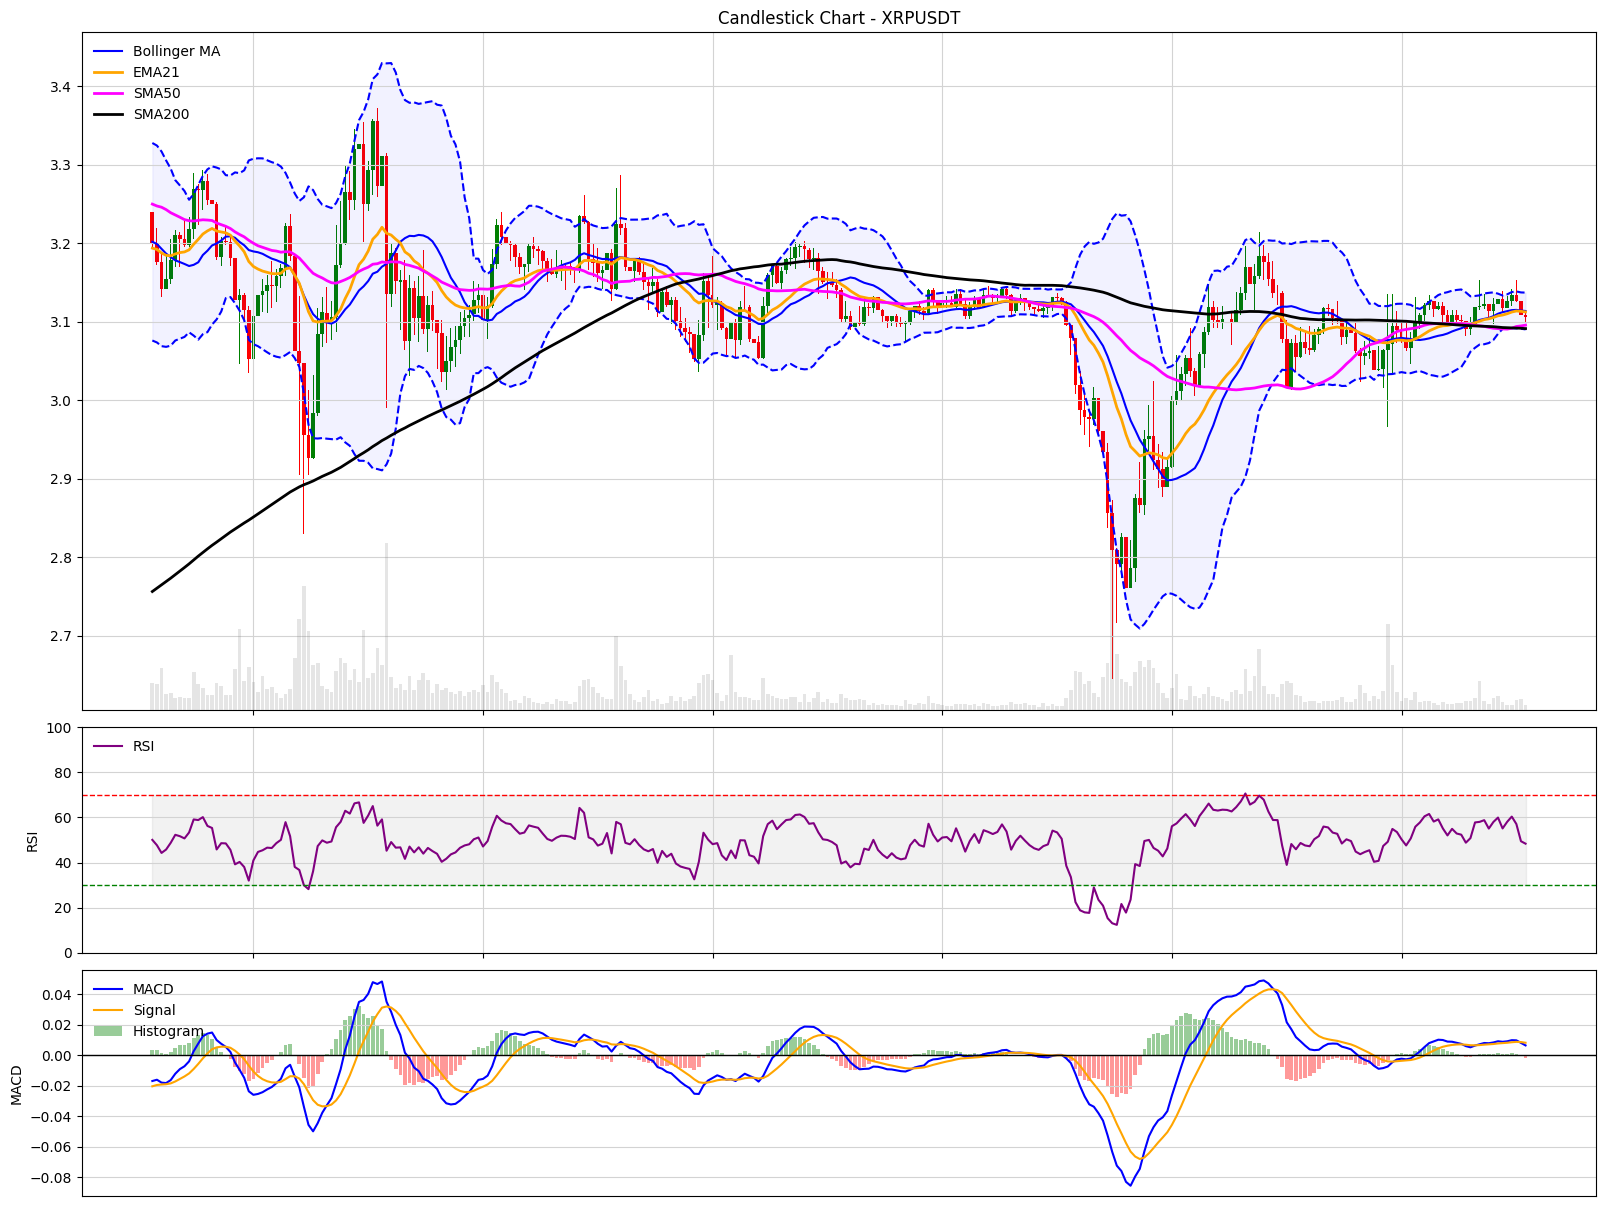 Candlestick Chart - XRPUSDT
Bollinger MA
EMA21
SMA50
SMA200
3.4
3.3
3.2
3.1
3.0
2.9
2.8
2.7
RSI
100
80
60
40
20
0
RSI
MACD
Signal
Histogram
0.04
0.02
0.00
−0.02
−0.04
−0.06
−0.08
MACD